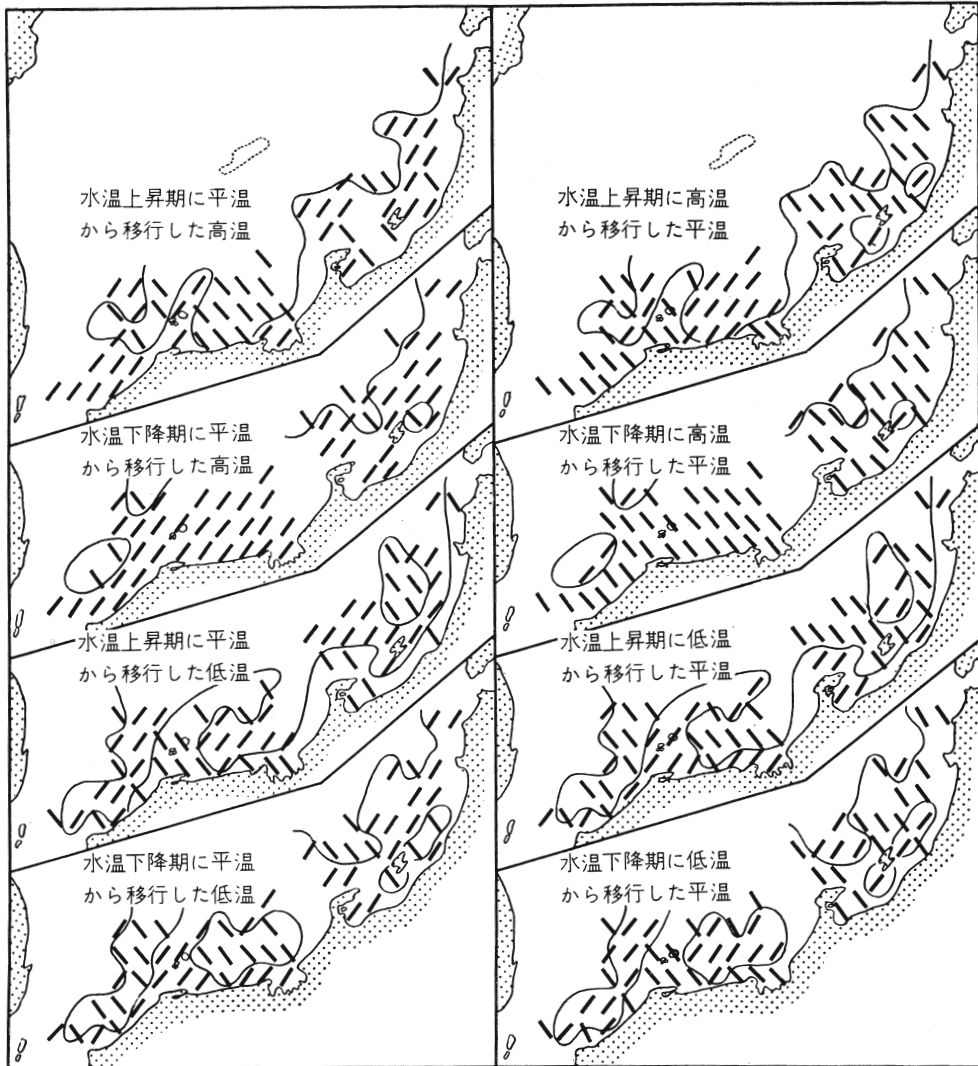 水温上昇期に平温
から移行した高温
水温上昇期に高温
から移行した平温
水温下降期に平温
から移行した高温
水温下降期に高温
から移行した平温
水温上昇期に平温
から移行した低温
水温上昇期に低温
から移行した平温
水温下降期に平温
から移行した低温
水温下降期に低温
から移行した平温